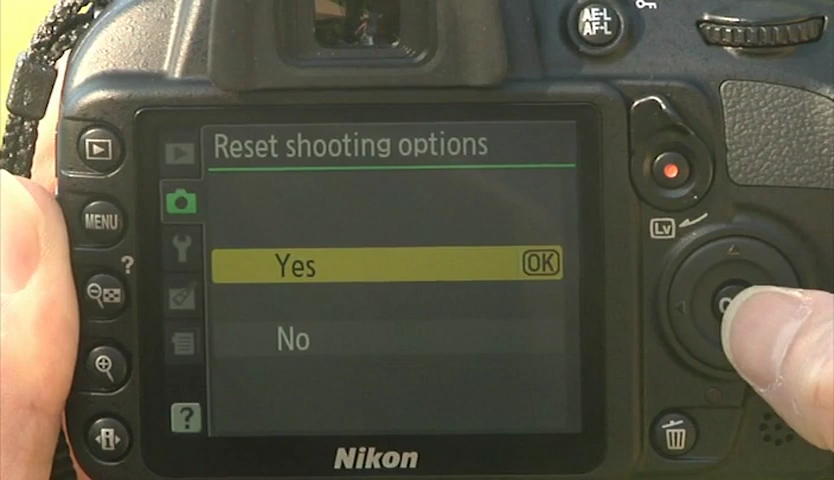 AE-L
AF-L
Reset shooting options
MENU
Lv
?
Yes
OK
No
?
Nikon